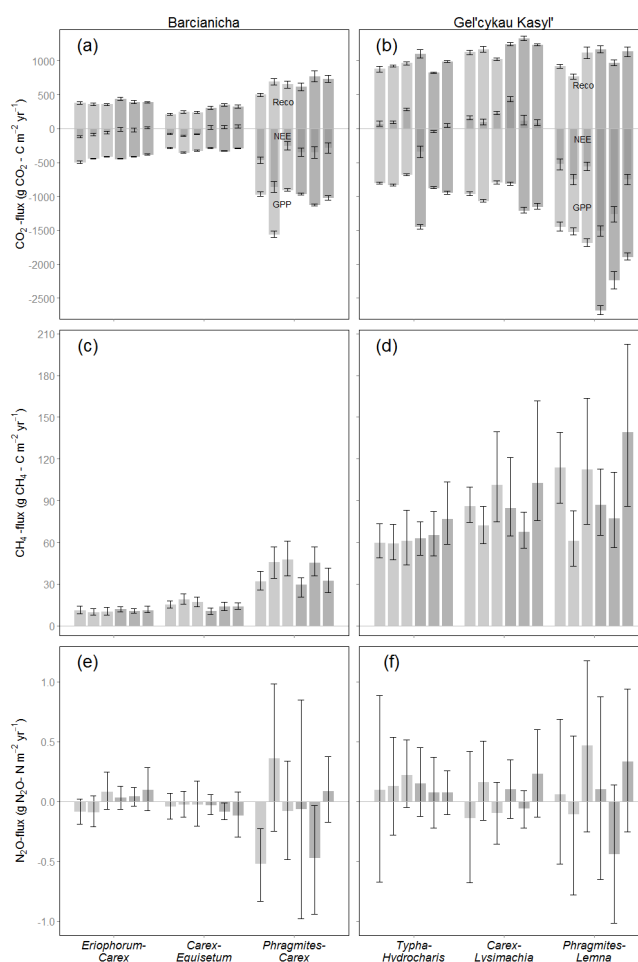 Barcianicha Gel'cykau Kasyl'
(a) (b)
1000
500
0
500
1000
-1500
-2000
-2500
CO2 -flux (g CO2 - C m−2 yr−1)
Reco
NEE
GPP
Reco
NEE
GPP
(c) (d)
210
180
150
120
90
60
30
0
CH4 -flux (g CH4 - C m−2 yr−1)
(e) (f)
1.0
0.5
0.0
-0.5
-1.0
N2O-flux (g N2O- N m−2 yr−1)
Eriophorum- Carex- Phragmites- Typha- Carex- Phragmites-
Carex Equisetum Carex Hydrocharis Lysimachia Lemna